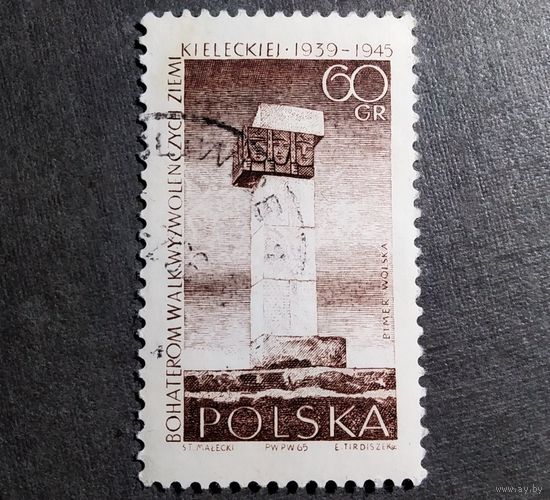 BOHATEROM WALK WYZWOLEŃCZYCH ZIEMI
KIELECKIEJ · 1939-1945
60
GR
PIMER-WOLSKA
POLSKA
ST. MAŁECKI PWPW 65 E. TIRDISZEK
www.ay.by